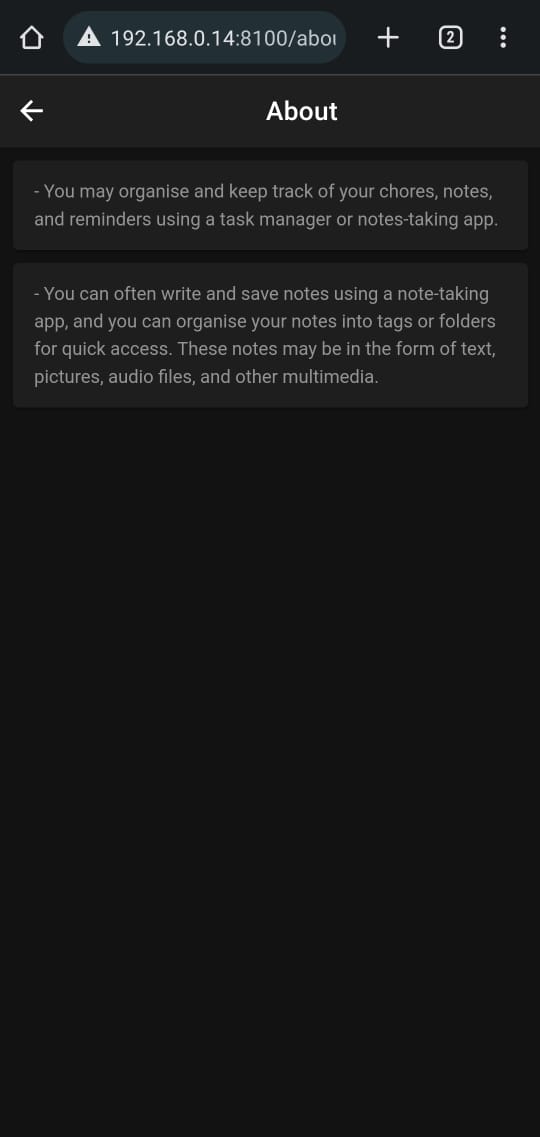 192.168.0.14:8100/abou
2
About
- You may organise and keep track of your chores, notes,
and reminders using a task manager or notes-taking app.
- You can often write and save notes using a note-taking
app, and you can organise your notes into tags or folders
for quick access. These notes may be in the form of text,
pictures, audio files, and other multimedia.